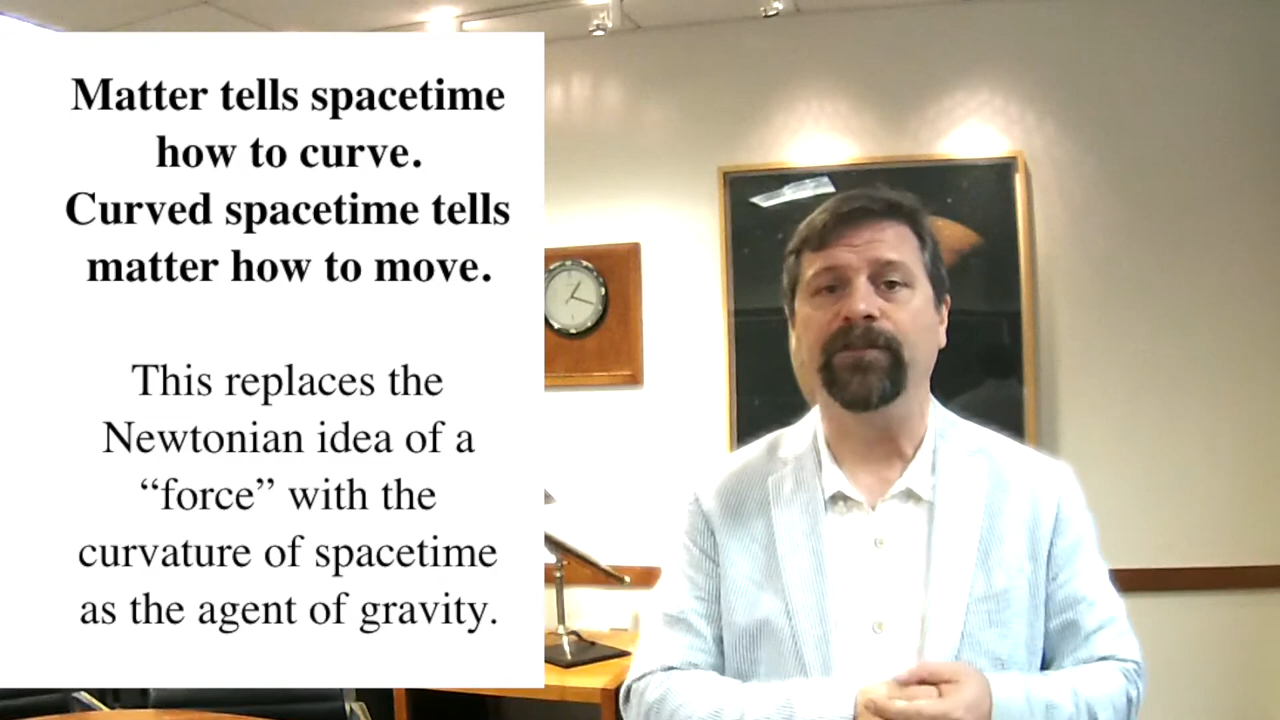 Matter tells spacetime
how to curve.
Curved spacetime tells
matter how to move.
This replaces the
Newtonian idea of a
“force” with the
curvature of spacetime
as the agent of gravity.